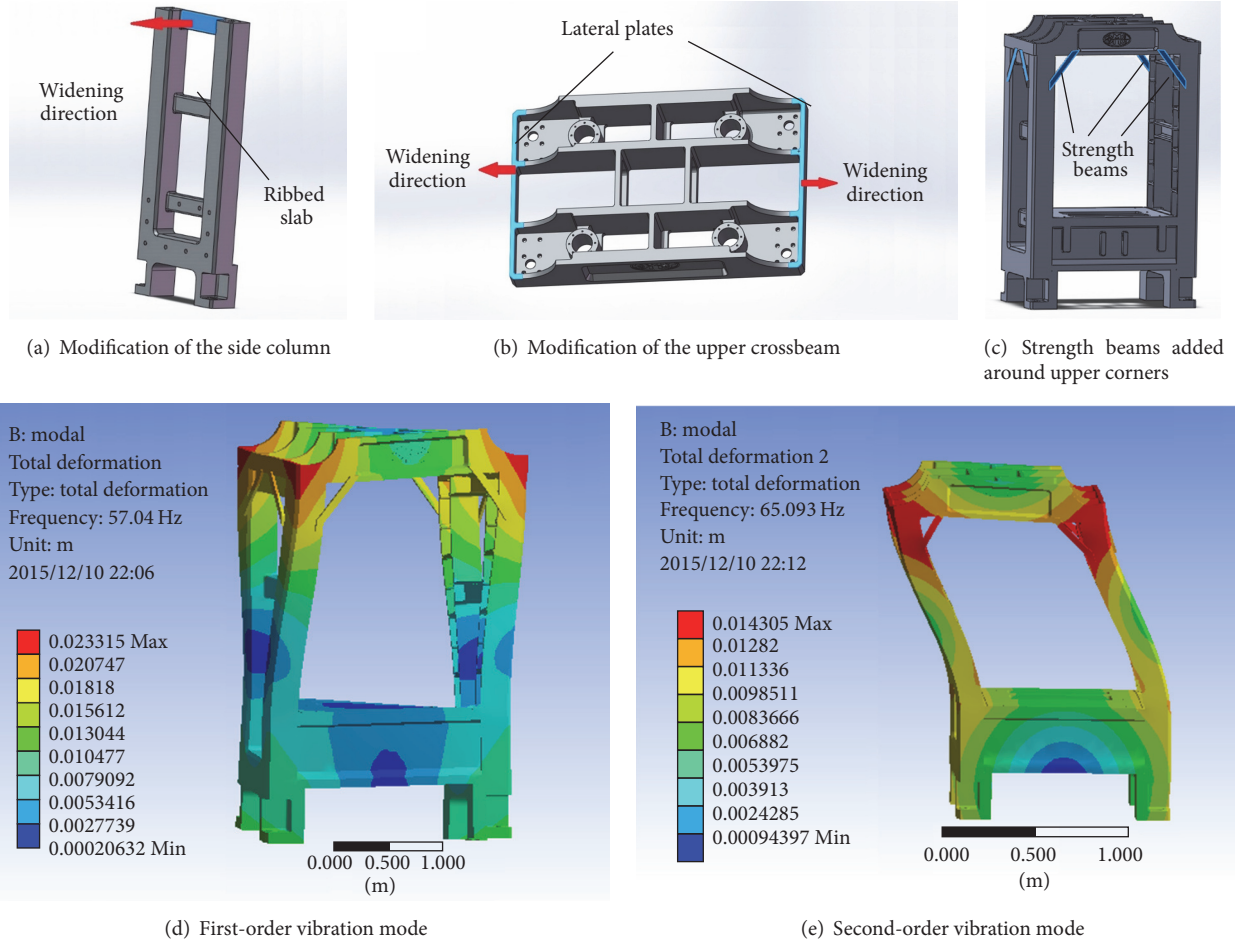 Widening
direction
Ribbed
slab
(a) Modification of the side column
Lateral plates
Widening
direction
Widening
direction
(b) Modification of the upper crossbeam
Strength
beams
(c) Strength beams added
around upper corners
B: modal
Total deformation
Type: total deformation
Frequency: 57.04 Hz
Unit: m
2015/12/10 22:06
0.023315 Max
0.020747
0.01818
0.015612
0.013044
0.010477
0.0079092
0.0053416
0.0027739
0.00020632 Min
0.000 0.500 1.000
(m)
(d) First-order vibration mode
B: modal
Total deformation 2
Type: total deformation
Frequency: 65.093 Hz
Unit: m
2015/12/10 22:12
0.014305 Max
0.01282
0.011336
0.0098511
0.0083666
0.006882
0.0053975
0.003913
0.0024285
0.00094397 Min
0.000 0.500 1.000
(m)
(e) Second-order vibration mode